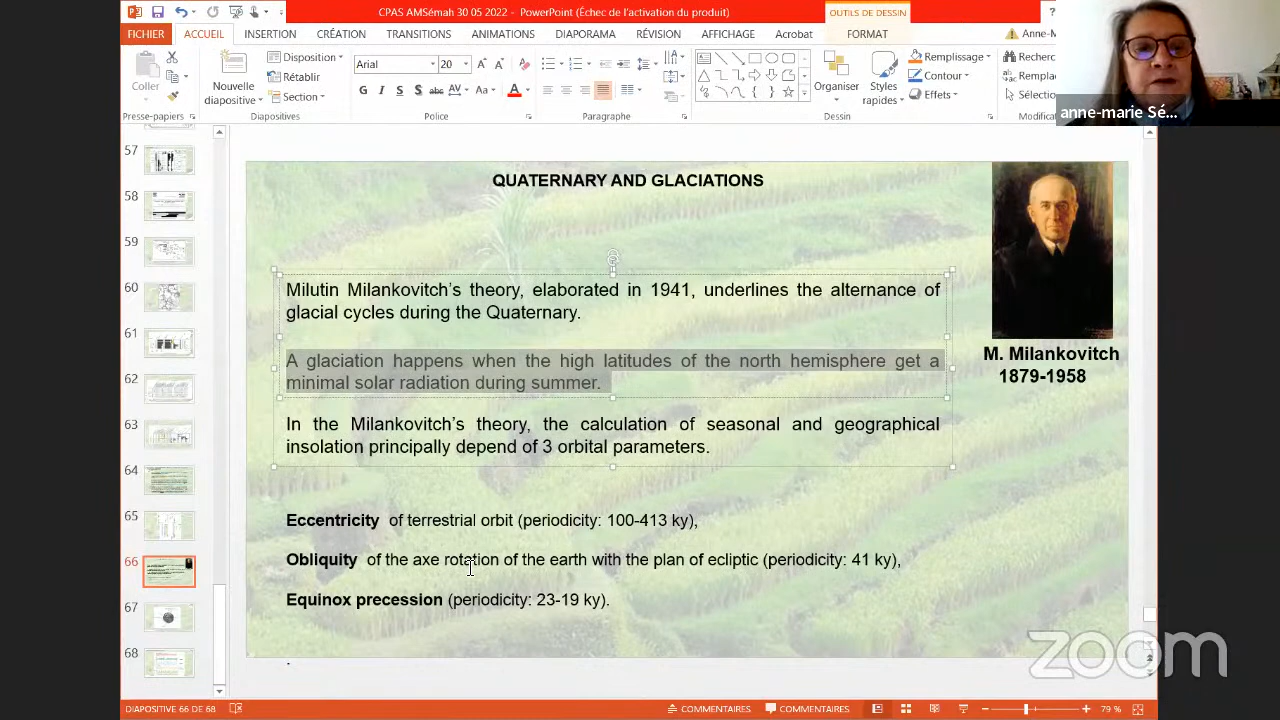 CPAS AMSémah 30 05 2022 - PowerPoint (Échec de l'activation du produit)
OUTILS DE DESSIN
?
FICHIER ACCUEIL INSERTION CRÉATION TRANSITIONS ANIMATIONS DIAPORAMA RÉVISION AFFICHAGE Acrobat FORMAT
Coller
Presse-papiers
Nouvelle
diapositive
Disposition
Rétablir
Section
Diapositives
Arial 20
G I S S abc AV Aa A
Police
Paragraphe
Organiser
Styles
rapides
Remplissage
Contour
Effets
Dessin
anne-marie Sé...
57
58
59
60
61
62
63
64
65
66
67
68
QUATERNARY AND GLACIATIONS
Milutin Milankovitch's theory, elaborated in 1941, underlines the alternance of
glacial cycles during the Quaternary.
A glaciation happens when the high latitudes of the north hemisphere get a
minimal solar radiation during summer.
In the Milankovitch's theory, the calculation of seasonal and geographical
insolation principally depend of 3 orbital parameters.
M. Milankovitch
1879-1958
Eccentricity of terrestrial orbit (periodicity: 100-413 ky),
Obliquity of the axe rotation of the earth with the plan of ecliptic (periodicity: 41 ky),
Equinox precession (periodicity: 23-19 ky).
.
zoom
DIAPOSITIVE 66 DE 68
COMMENTAIRES COMMENTAIRES
79 %